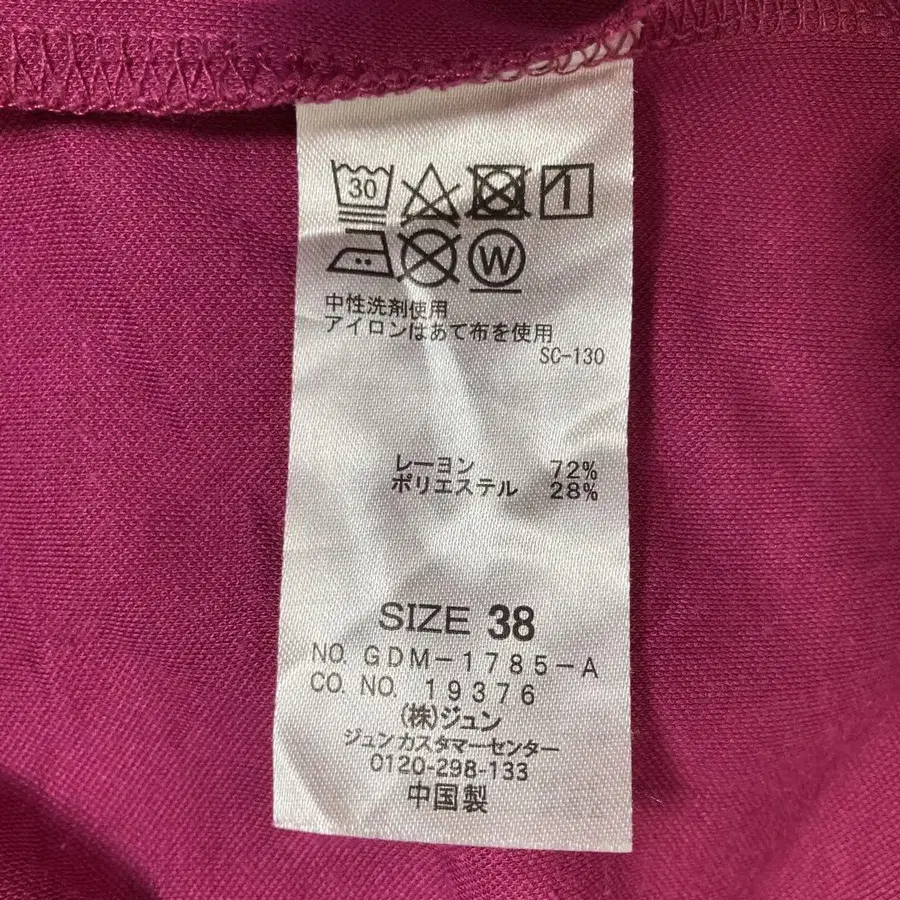 30
W
中性洗剤使用
アイロンはあて布を使用
SC-130
レーヨン 72%
ポリエステル 28%
SIZE 38
NO. GDM-1785-A
CO. NO. 19376
(株)ジュン
ジュンカスタマーセンター
0120-298-133
中国製